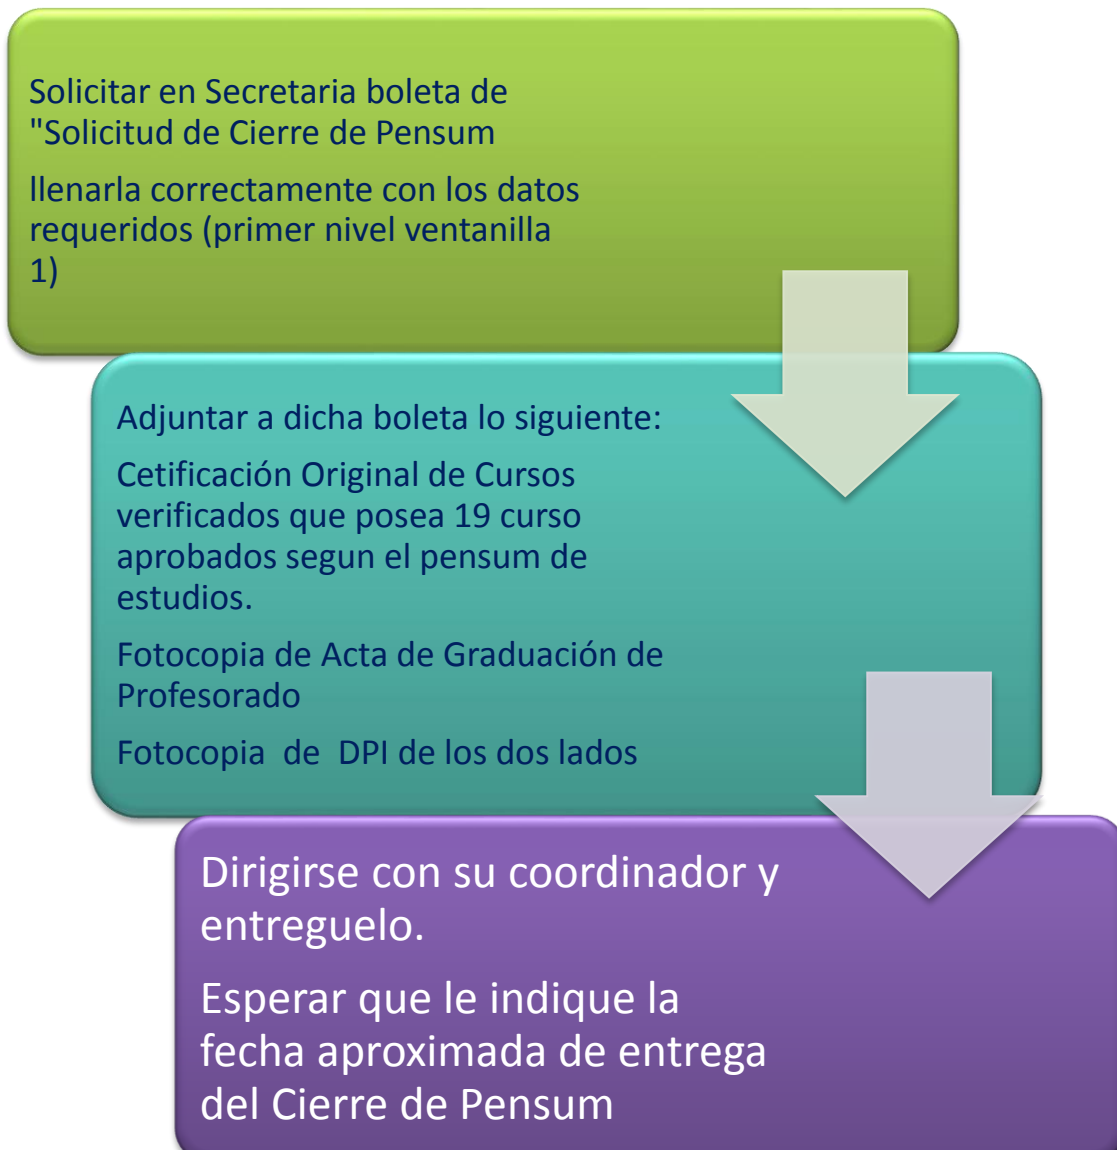 Solicitar en Secretaria boleta de
"Solicitud de Cierre de Pensum
llenarla correctamente con los datos
requeridos (primer nivel ventanilla
1)
Adjuntar a dicha boleta lo siguiente:
Cetificación Original de Cursos
verificados que posea 19 curso
aprobados segun el pensum de
estudios.
Fotocopia de Acta de Graduación de
Profesorado
Fotocopia  de  DPI de los dos lados
Dirigirse con su coordinador y
entreguelo.
Esperar que le indique la
fecha aproximada de entrega
del Cierre de Pensum